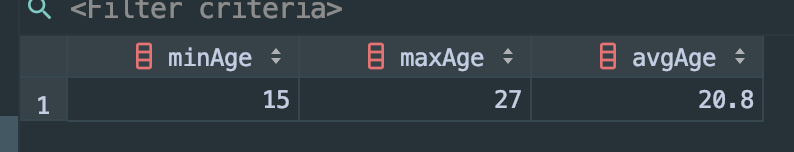 <Filter criteria>
minAge maxAge avgAge
1 15 27 20.8